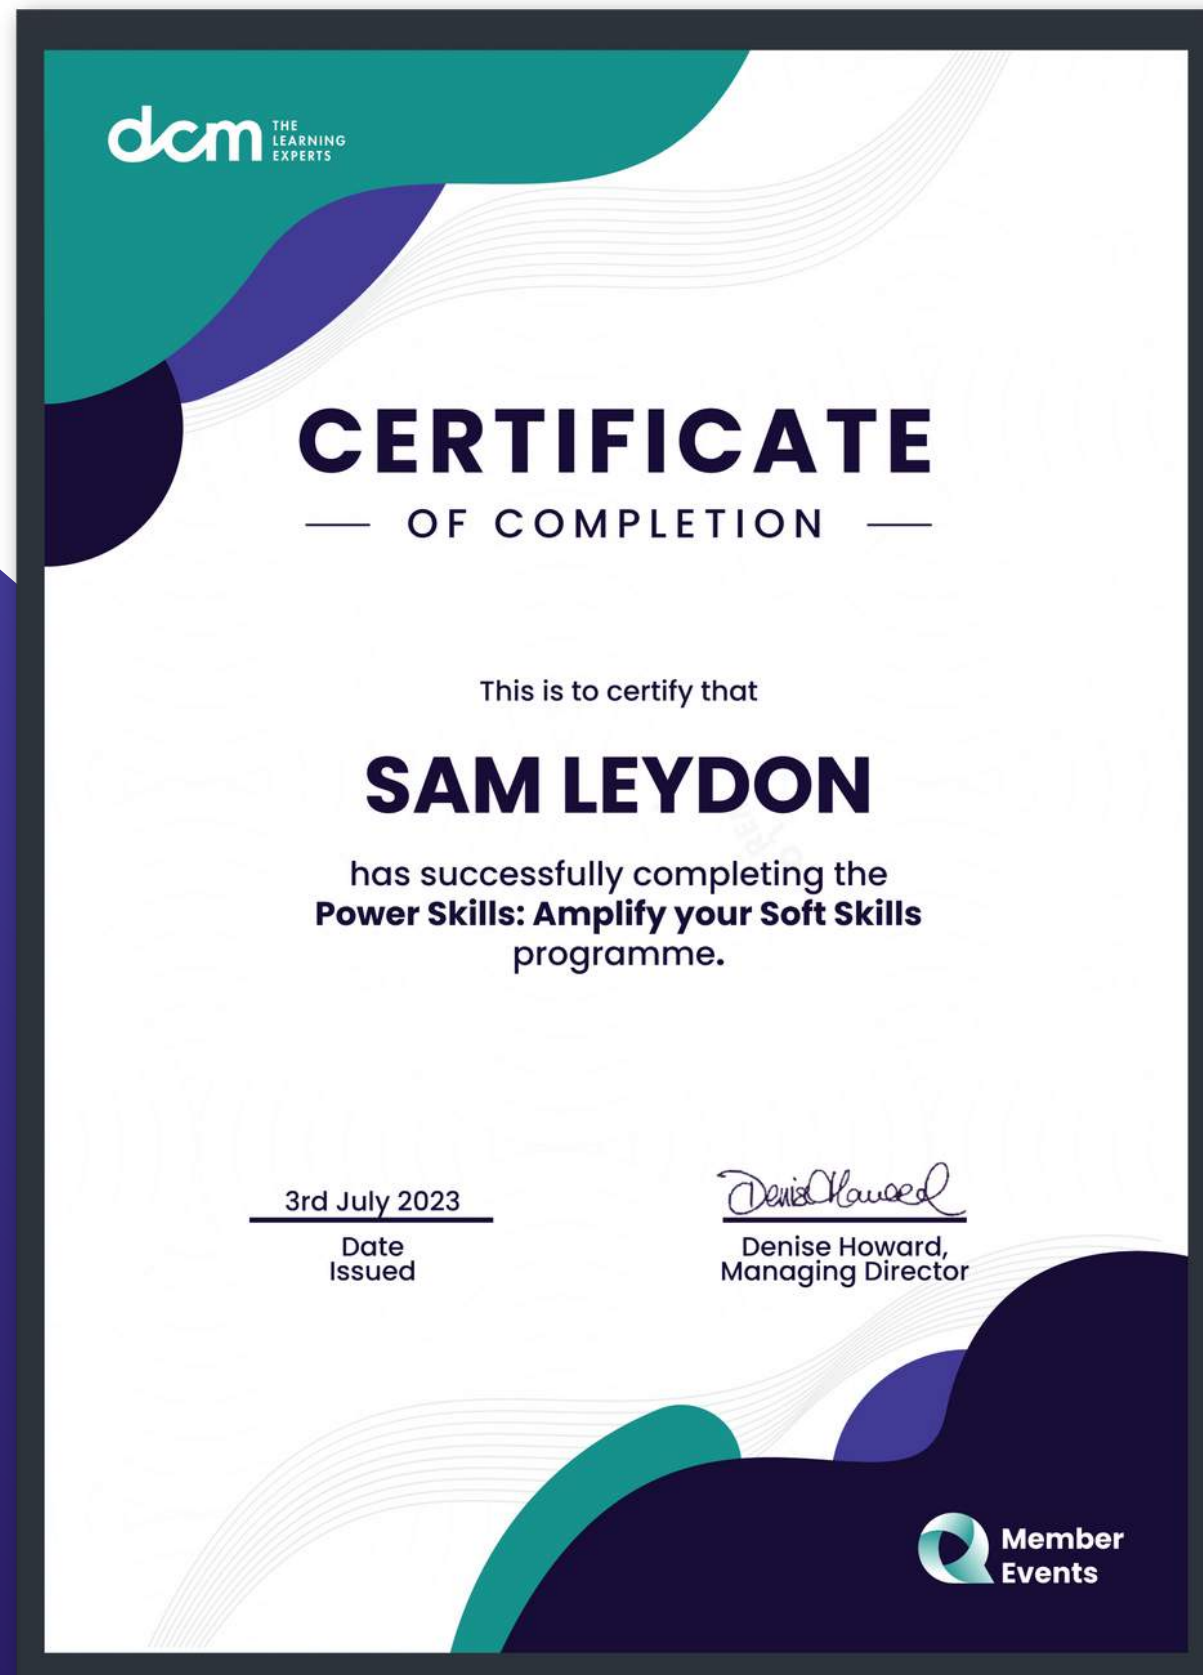 dcm
THE
LEARNING
EXPERTS
CERTIFICATE
OF COMPLETION
This is to certify that
SAM LEYDON
has successfully completing the
Power Skills: Amplify your Soft Skills
programme.
3rd July 2023
Date
Issued
Denise Howard
Denise Howard,
Managing Director
Member
Events